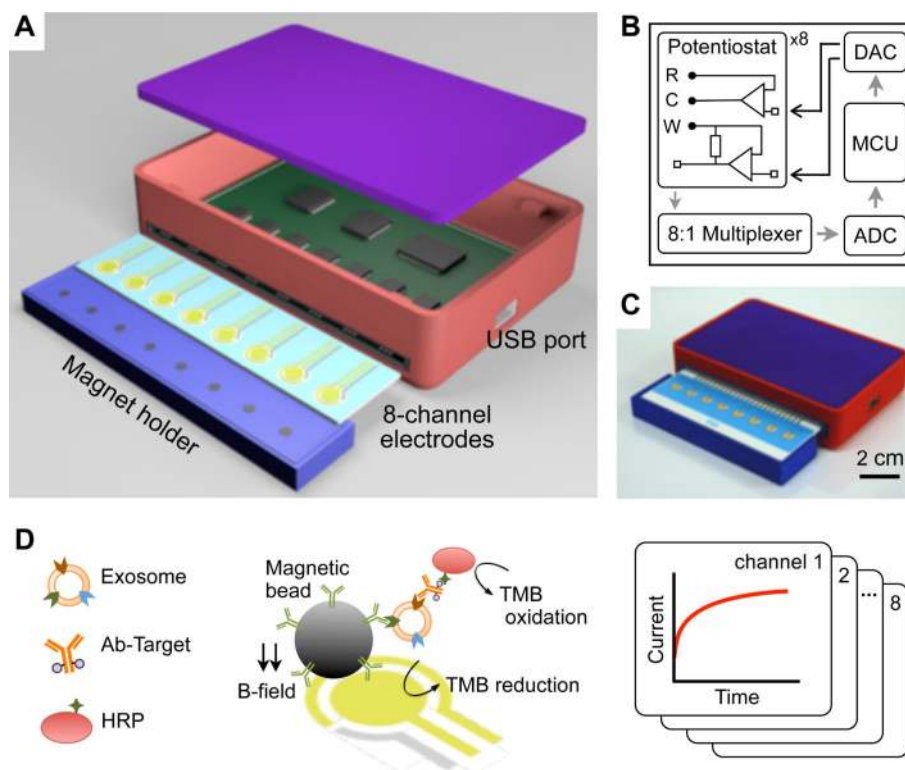 A
USB port
Magnet holder
8-channel
electrodes
B
Potentiostat
x8
R
C
W
DAC
MCU
8:1 Multiplexer
ADC
C
2 cm
D
Exosome
Ab-Target
HRP
Magnetic
bead
B-field
TMB
oxidation
TMB reduction
channel 1
2
...
8
Current
Time